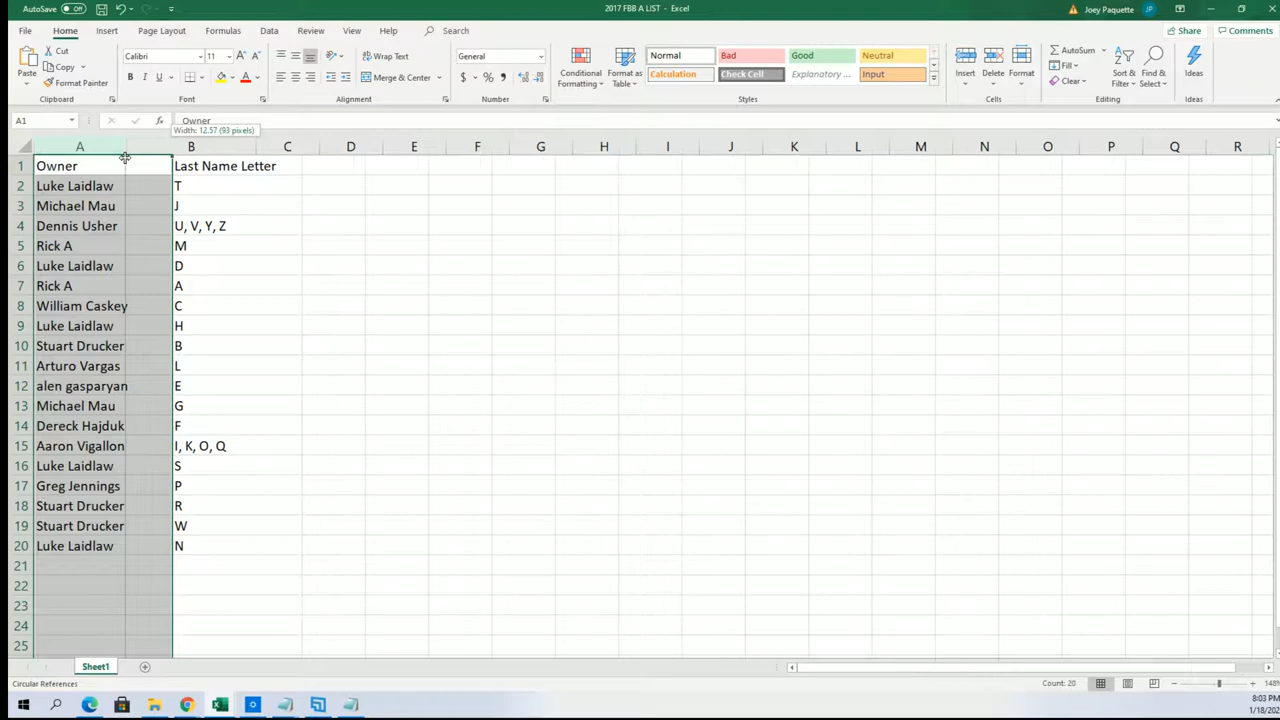 AutoSave Off
2017 FBB A LIST - Excel
Joey Paquette JP
File Home Insert Page Layout Formulas Data Review View Help Search Share Comments
Paste
Cut
Copy
Format Painter
Clipboard
Calibri 11
B I U
Font
Wrap Text
Merge & Center
Alignment
General
$ % ,
Number
Conditional Formatting
Format as Table
Normal Bad Good Neutral
Calculation Check Cell Explanatory ... Input
Styles
Insert Delete Format
Cells
AutoSum
Fill
Clear
Sort & Filter
Find & Select
Editing
Ideas
Ideas
A1 fx Owner
Width: 12.57 (93 pixels)
A B C D E F G H I J K L M N O P Q R
1 Owner Last Name Letter
2 Luke Laidlaw T
3 Michael Mau J
4 Dennis Usher U, V, Y, Z
5 Rick A M
6 Luke Laidlaw D
7 Rick A A
8 William Caskey C
9 Luke Laidlaw H
10 Stuart Drucker B
11 Arturo Vargas L
12 alen gasparyan E
13 Michael Mau G
14 Dereck Hajduk F
15 Aaron Vigallon I, K, O, Q
16 Luke Laidlaw S
17 Greg Jennings P
18 Stuart Drucker R
19 Stuart Drucker W
20 Luke Laidlaw N
21
22
23
24
25
Sheet1
Circular References Count: 20 148%
8:03 PM